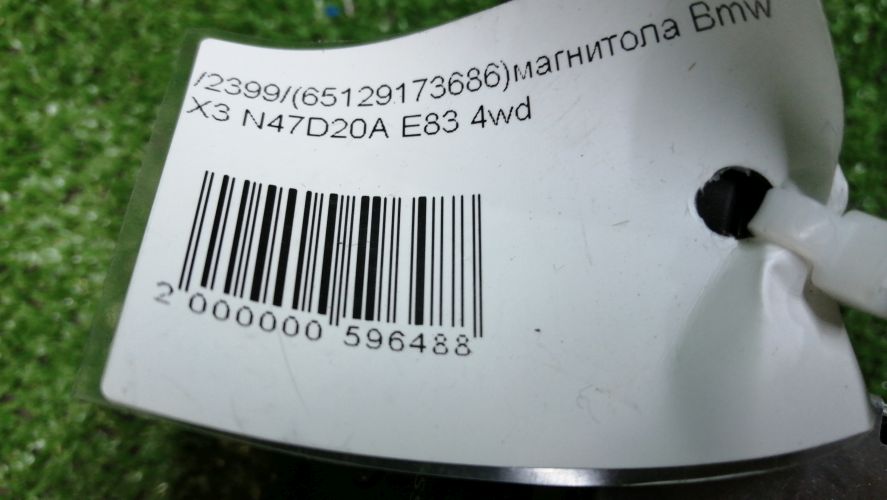 /2399/(65129173686)магнитола Bmw
X3 N47D20A E83 4wd
2 000000 596488